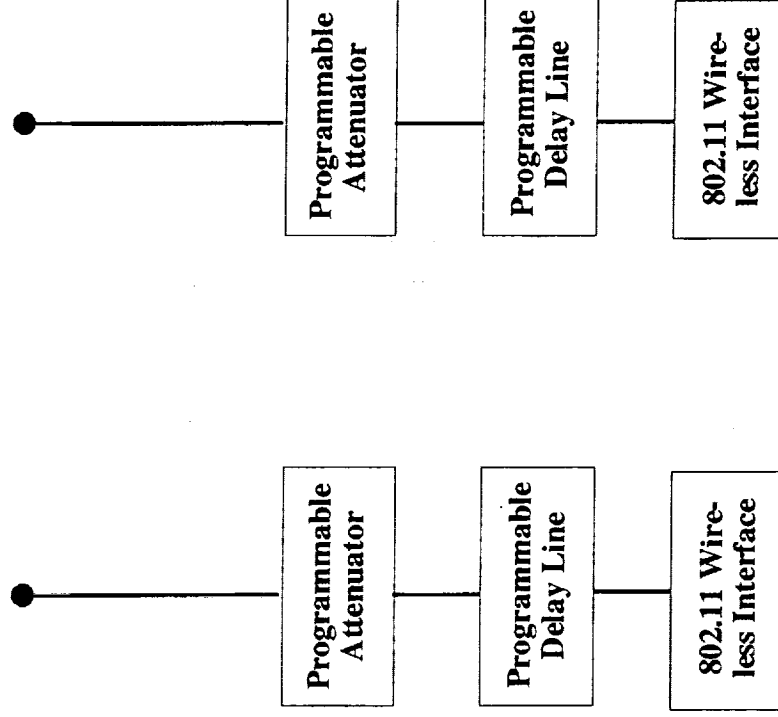 Programmable
Attenuator
Programmable
Delay Line
802.11 Wire-
less Interface
Programmable
Attenuator
Programmable
Delay Line
802.11 Wire-
less Interface